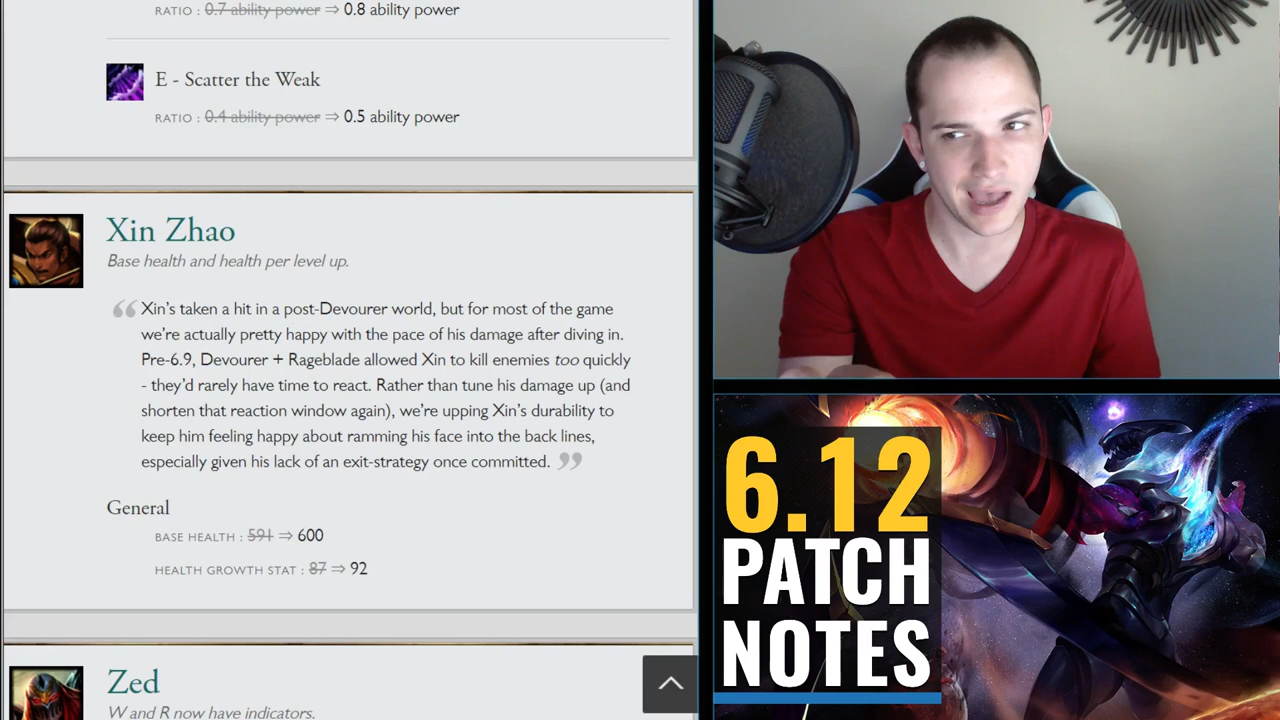 RATIO : 0.7 ability power ⇒ 0.8 ability power
E - Scatter the Weak
RATIO : 0.4 ability power ⇒ 0.5 ability power
Xin Zhao
Base health and health per level up.
“ Xin’s taken a hit in a post-Devourer world, but for most of the game
we’re actually pretty happy with the pace of his damage after diving in.
Pre-6.9, Devourer + Rageblade allowed Xin to kill enemies too quickly
- they’d rarely have time to react. Rather than tune his damage up (and
shorten that reaction window again), we’re upping Xin’s durability to
keep him feeling happy about ramming his face into the back lines,
especially given his lack of an exit-strategy once committed. ”
General
BASE HEALTH : 591 ⇒ 600
HEALTH GROWTH STAT : 87 ⇒ 92
Zed
W and R now have indicators.
6.12
PATCH
NOTES